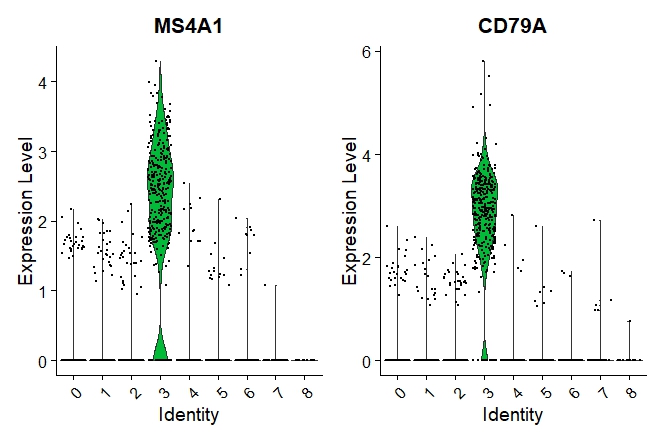 MS4A1
Expression Level
4
3
2
1
0
0 1 2 3 4 5 6 7 8
Identity
CD79A
Expression Level
6
4
2
0
0 1 2 3 4 5 6 7 8
Identity